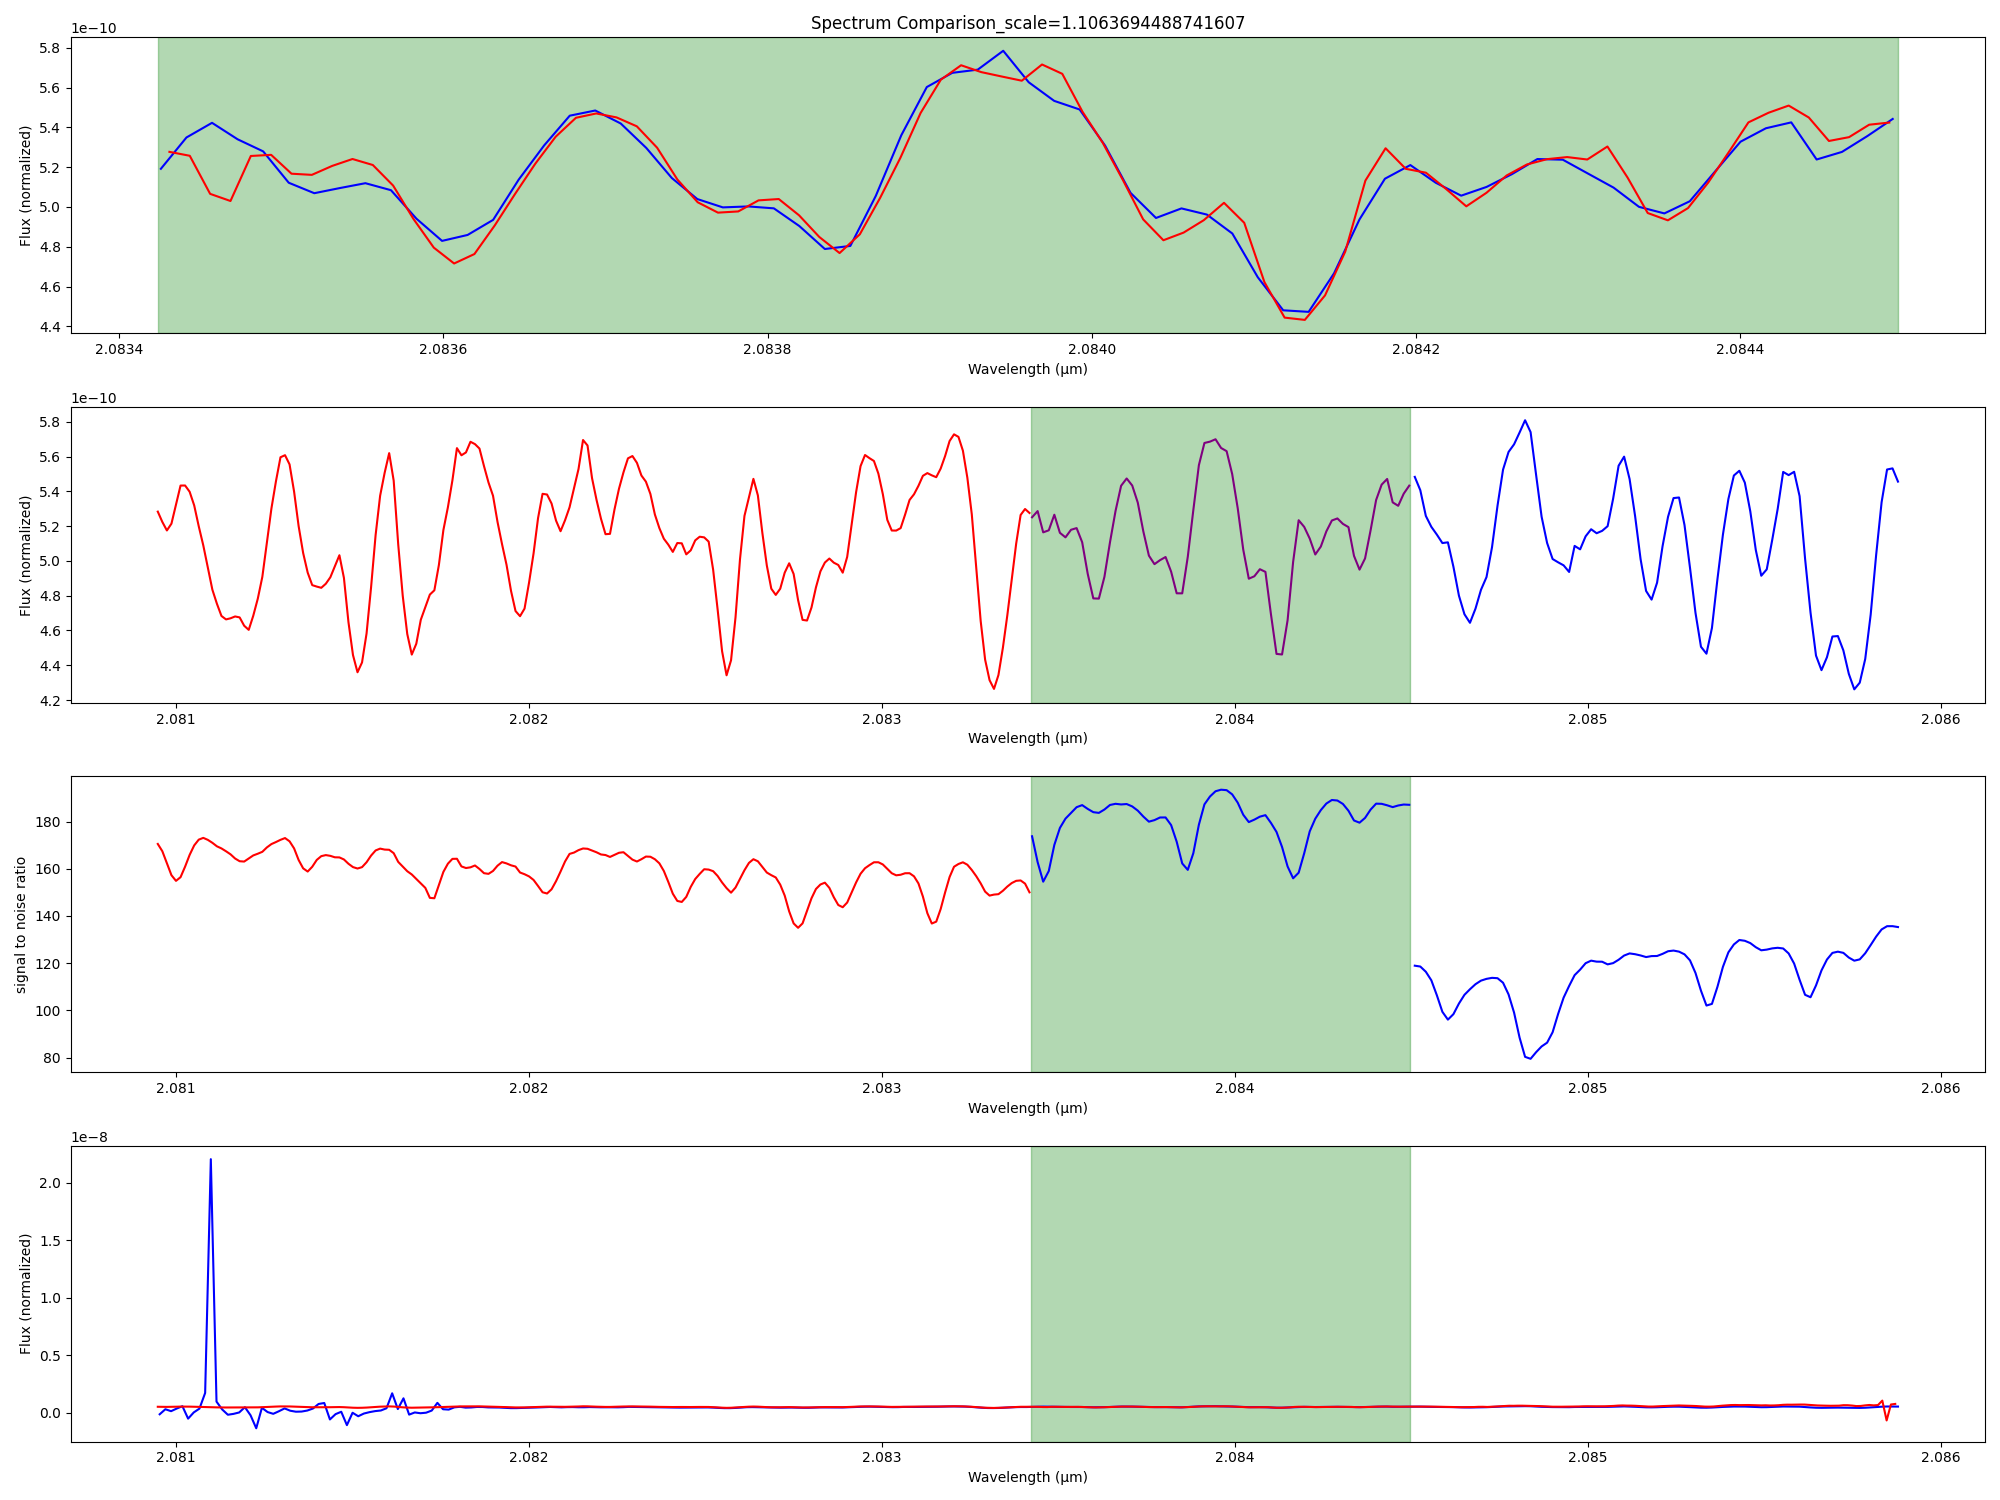 Spectrum Comparison_scale=1.1063694488741607
1e−10
5.8
5.6
5.4
5.2
5.0
4.8
4.6
4.4
Flux (normalized)
2.0834 2.0836 2.0838 2.0840 2.0842 2.0844
Wavelength (μm)
1e−10
5.8
5.6
5.4
5.2
5.0
4.8
4.6
4.4
4.2
Flux (normalized)
2.081 2.082 2.083 2.084 2.085 2.086
Wavelength (μm)
180
160
140
120
100
80
signal to noise ratio
2.081 2.082 2.083 2.084 2.085 2.086
Wavelength (μm)
1e−8
2.0
1.5
1.0
0.5
0.0
Flux (normalized)
2.081 2.082 2.083 2.084 2.085 2.086
Wavelength (μm)